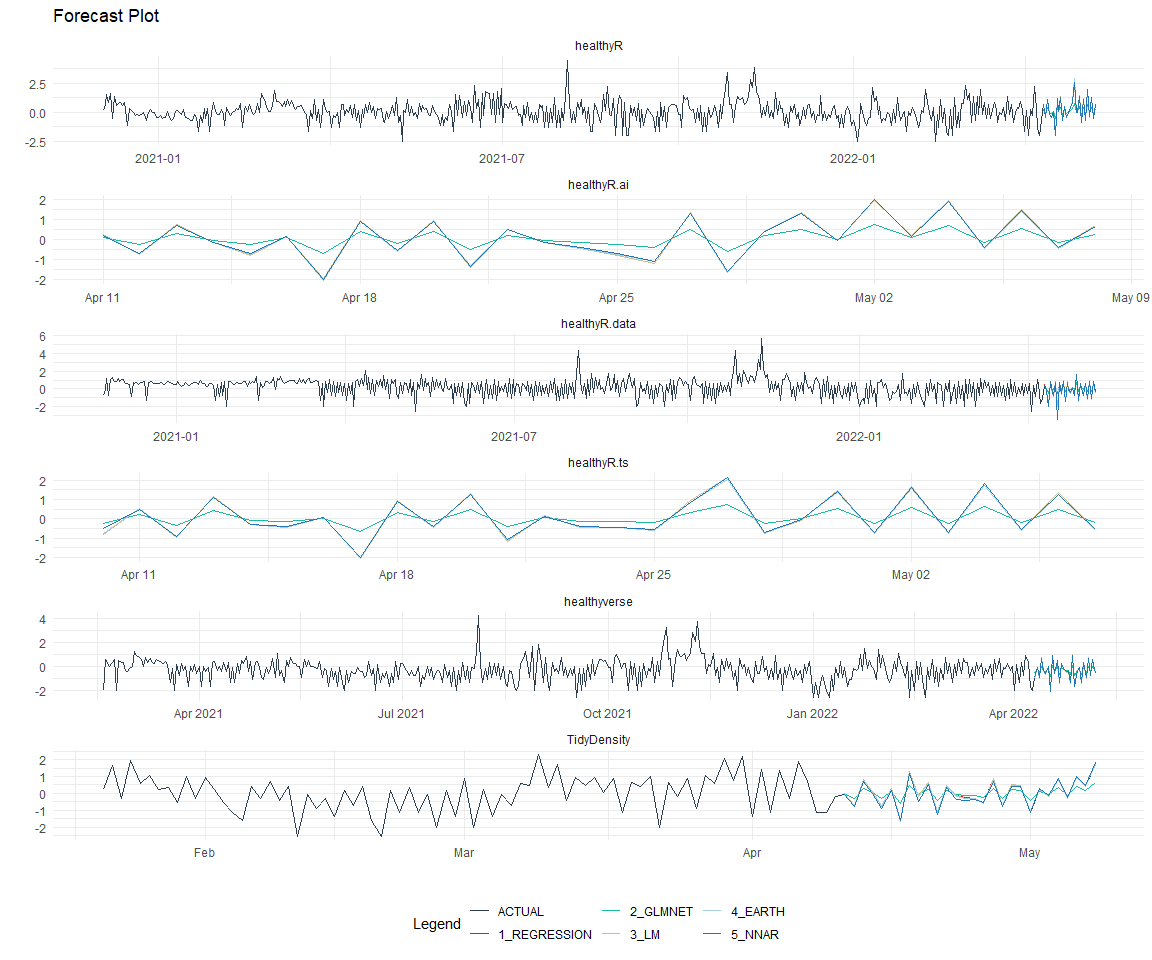 Forecast Plot
healthyR
2.5
0.0
-2.5
2021-01 2021-07 2022-01
healthyR.ai
2
1
0
-1
-2
Apr 11 Apr 18 Apr 25 May 02 May 09
healthyR.data
6
4
2
0
-2
2021-01 2021-07 2022-01
healthyR.ts
2
1
0
-1
-2
Apr 11 Apr 18 Apr 25 May 02
healthyverse
4
2
0
-2
Apr 2021 Jul 2021 Oct 2021 Jan 2022 Apr 2022
TidyDensity
2
1
0
-1
-2
Feb Mar Apr May
Legend
ACTUAL 2_GLMNET 4_EARTH
1_REGRESSION 3_LM 5_NNAR